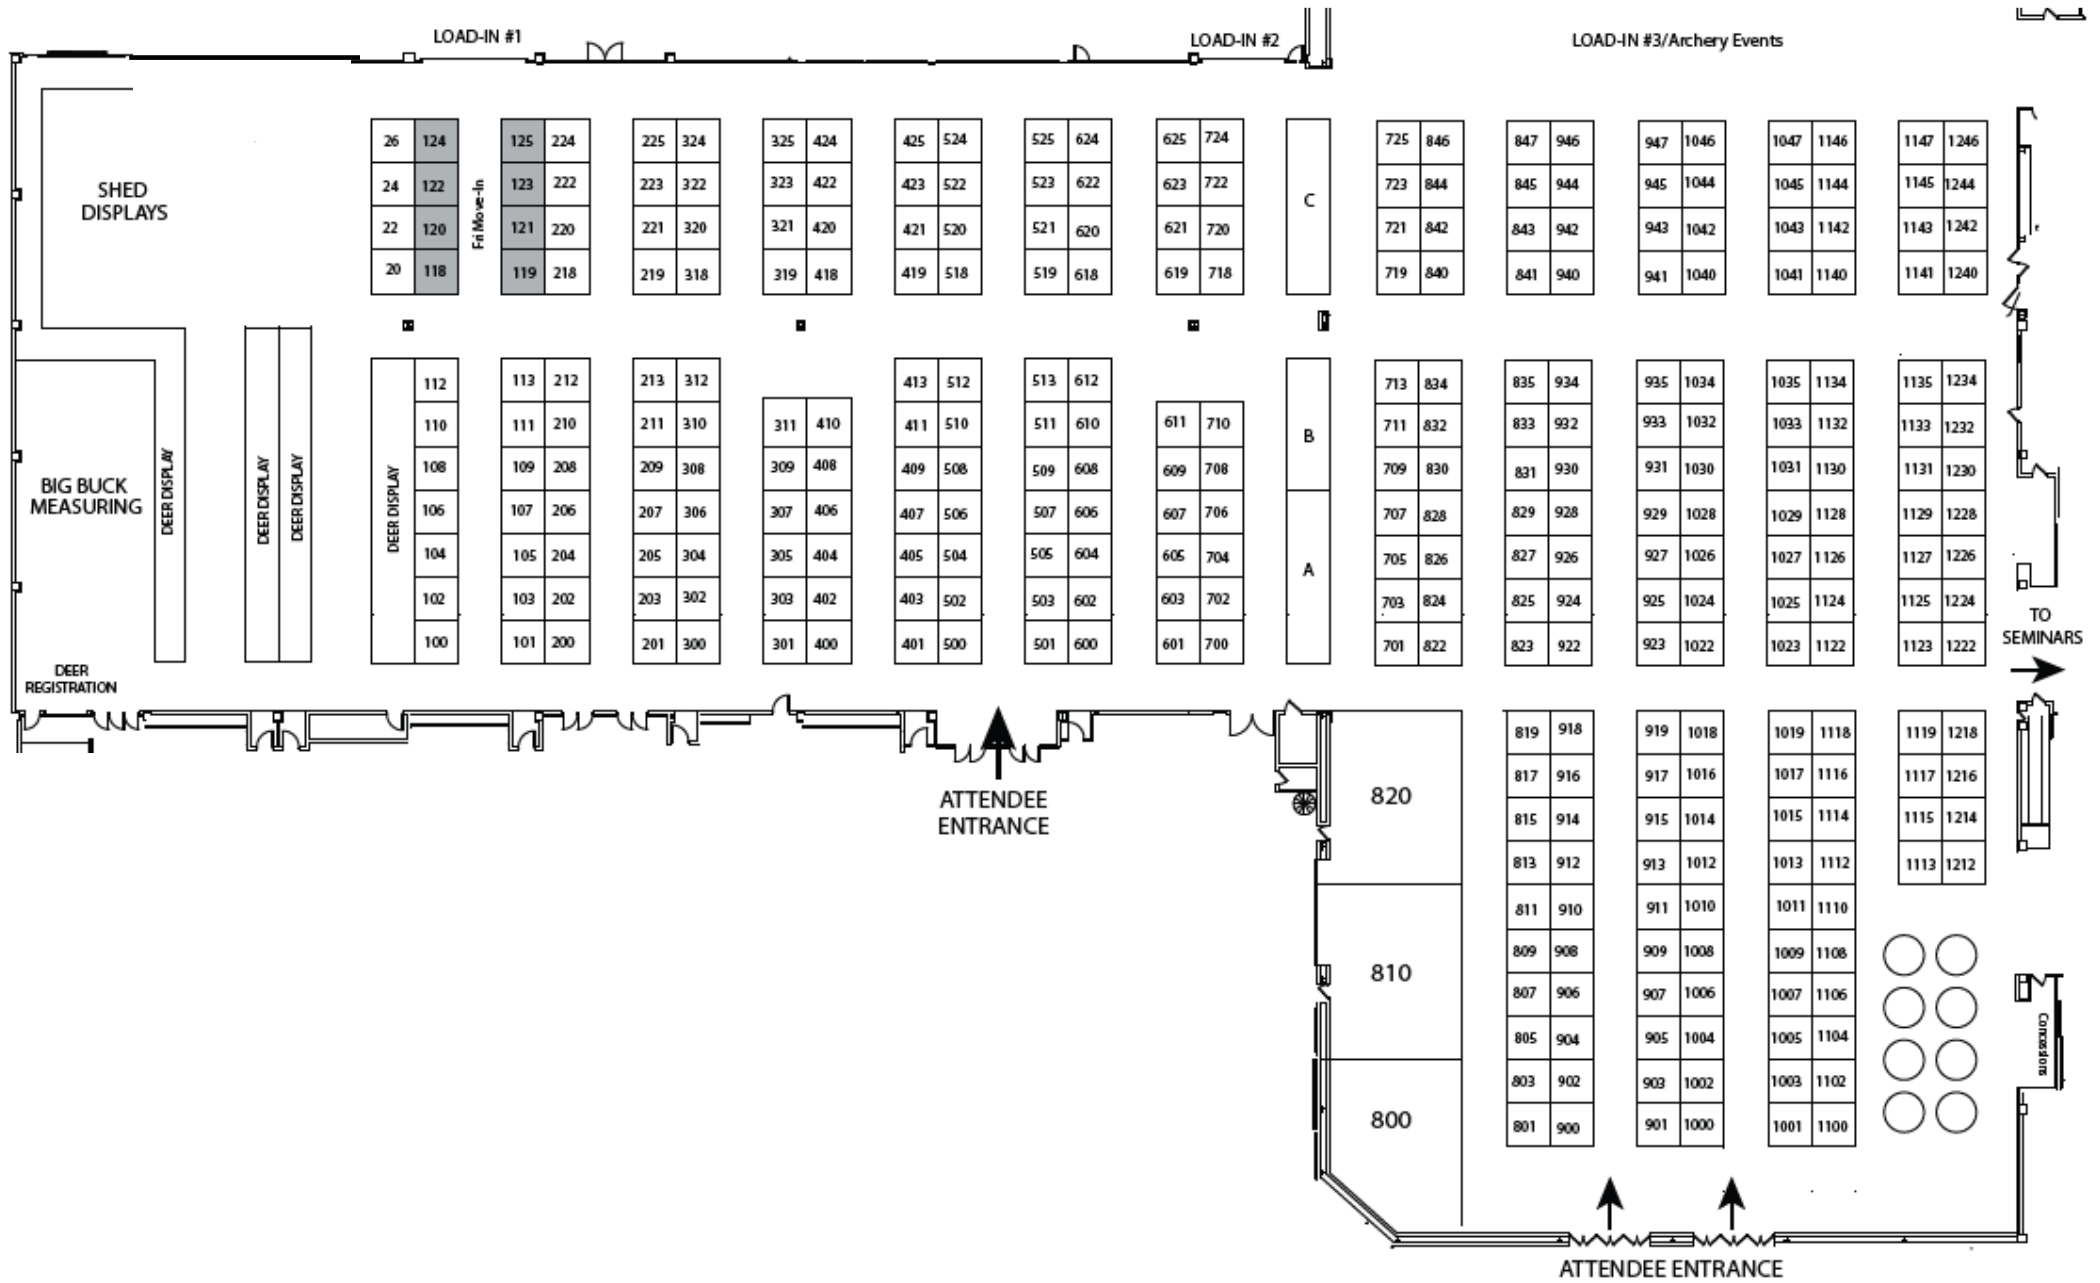 LOAD-IN #1
LOAD-IN #2
LOAD-IN #3/Archery Events
SHED
DISPLAYS
26 124 125 224 225 324 325 424 425 524 525 624 625 724 725 846 847 946 947 1046 1047 1146 1147 1246
24 122 123 222 223 322 323 422 423 522 523 622 623 722 723 844 845 944 945 1044 1045 1144 1145 1244
22 120 121 220 221 320 321 420 421 520 521 620 621 720 721 842 843 942 943 1042 1043 1142 1143 1242
20 118 119 218 219 318 319 418 419 518 519 618 619 718 719 840 841 940 941 1040 1041 1140 1141 1240
Fri Move-In
C
112 113 212 213 312 413 512 513 612 713 834 835 934 935 1034 1035 1134 1135 1234
110 111 210 211 310 311 410 411 510 511 610 611 710 711 832 833 932 933 1032 1033 1132 1133 1232
108 109 208 209 308 309 408 409 508 509 608 609 708 709 830 831 930 931 1030 1031 1130 1131 1230
106 107 206 207 306 307 406 407 506 507 606 607 706 707 828 829 928 929 1028 1029 1128 1129 1228
104 105 204 205 304 305 404 405 504 505 604 605 704 705 826 827 926 927 1026 1027 1126 1127 1226
102 103 202 203 302 303 402 403 502 503 602 603 702 703 824 825 924 925 1024 1025 1124 1125 1224
100 101 200 201 300 301 400 401 500 501 600 601 700 701 822 823 922 923 1022 1023 1122 1123 1222
B
A
BIG BUCK
MEASURING
DEER DISPLAY
DEER DISPLAY
DEER DISPLAY
DEER DISPLAY
DEER
REGISTRATION
TO
SEMINARS
ATTENDEE
ENTRANCE
820
810
800
819 918 919 1018 1019 1118 1119 1218
817 916 917 1016 1017 1116 1117 1216
815 914 915 1014 1015 1114 1115 1214
813 912 913 1012 1013 1112 1113 1212
811 910 911 1010 1011 1110
809 908 909 1008 1009 1108
807 906 907 1006 1007 1106
805 904 905 1004 1005 1104
803 902 903 1002 1003 1102
801 900 901 1000 1001 1100
Concessions
ATTENDEE ENTRANCE